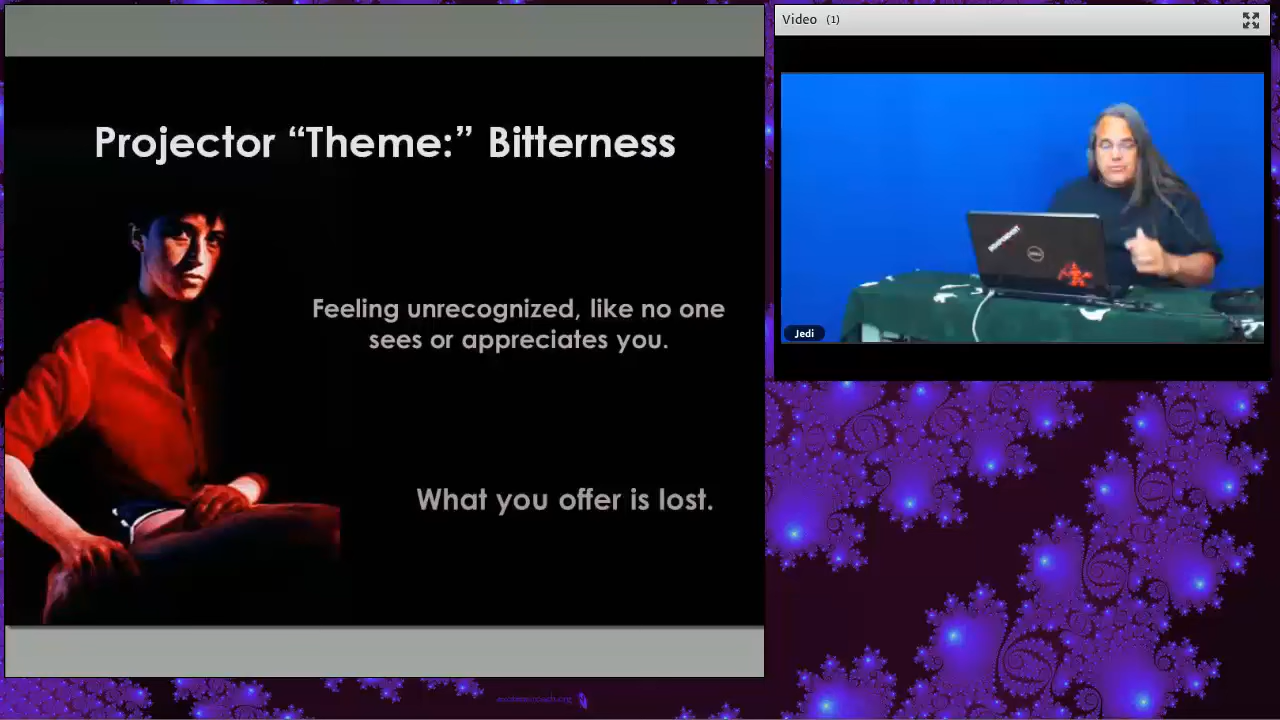 Projector “Theme:” Bitterness
Feeling unrecognized, like no one
sees or appreciates you.
What you offer is lost.
Video (1)
Jedi
DELL